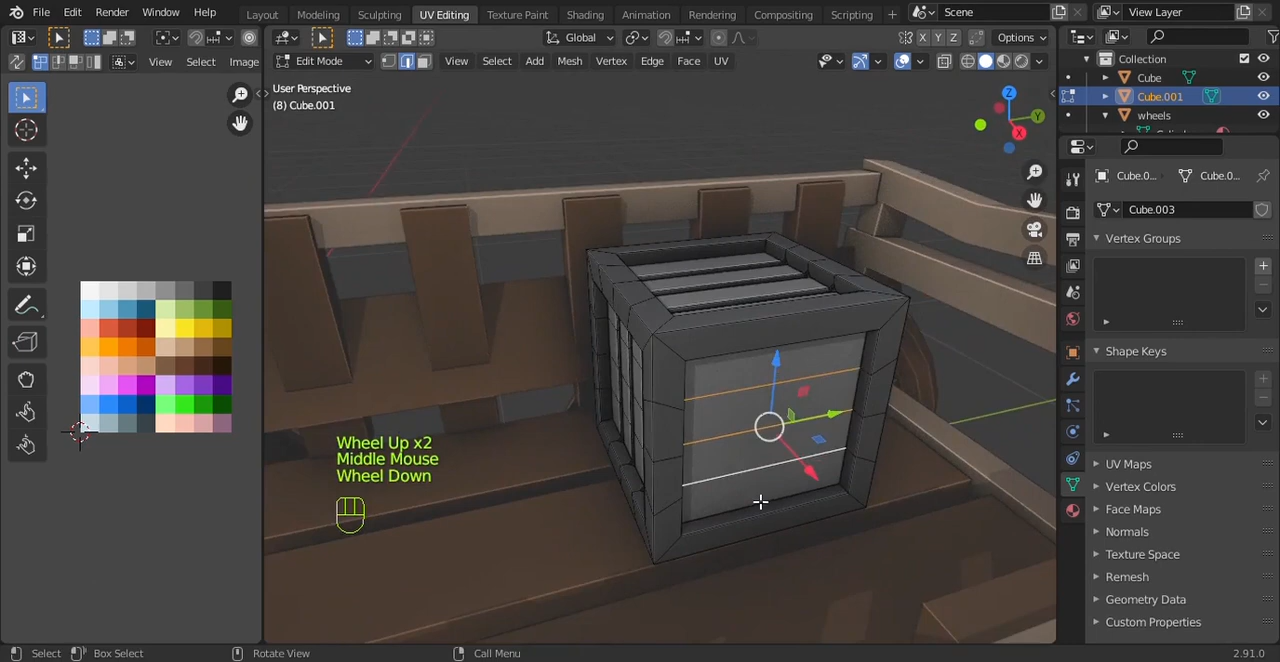 File Edit Render Window Help Layout Modeling Sculpting UV Editing Texture Paint Shading Animation Rendering Compositing Scripting + Scene View Layer
Global X Y Z Options
View Select Image Edit Mode View Select Add Mesh Vertex Edge Face UV
User Perspective
(8) Cube.001
Z
Y
X
Wheel Up x2
Middle Mouse
Wheel Down
Collection
Cube
Cube.001
wheels
Cube.0... Cube.0...
Cube.003
Vertex Groups
Shape Keys
UV Maps
Vertex Colors
Face Maps
Normals
Texture Space
Remesh
Geometry Data
Custom Properties
Select Box Select Rotate View Call Menu 2.91.0